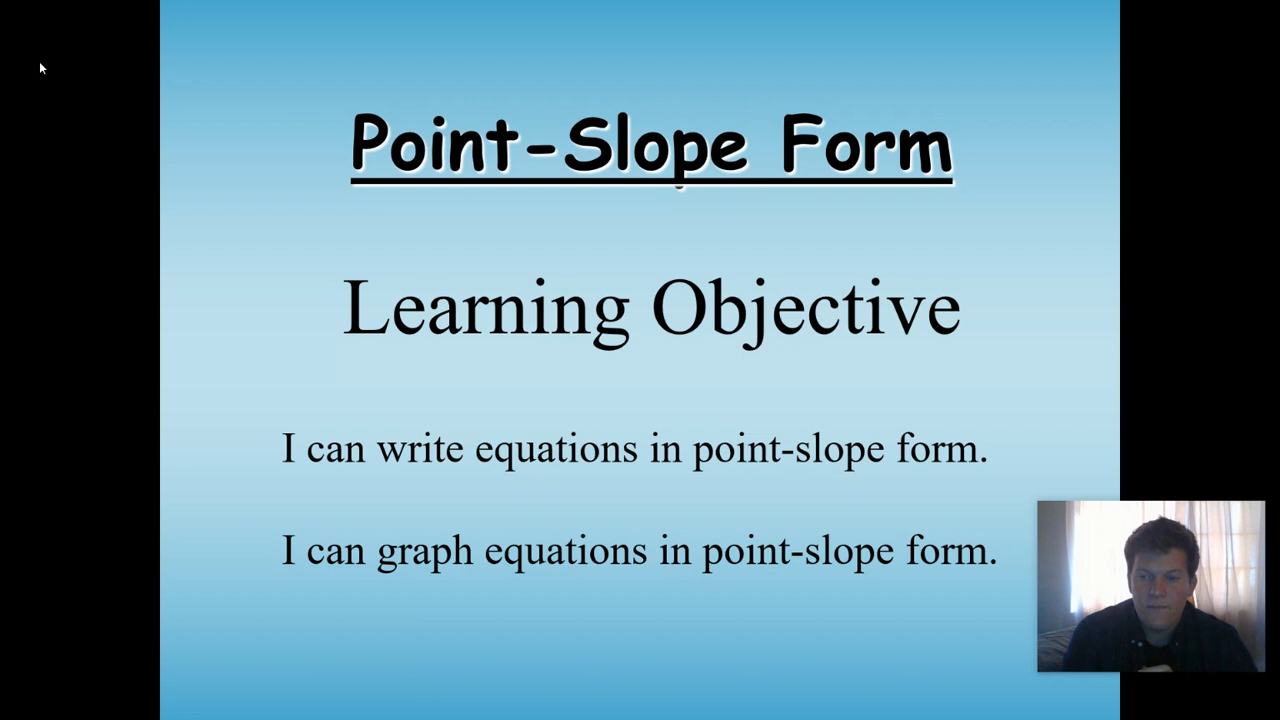 Point-Slope Form
Learning Objective
I can write equations in point-slope form.
I can graph equations in point-slope form.